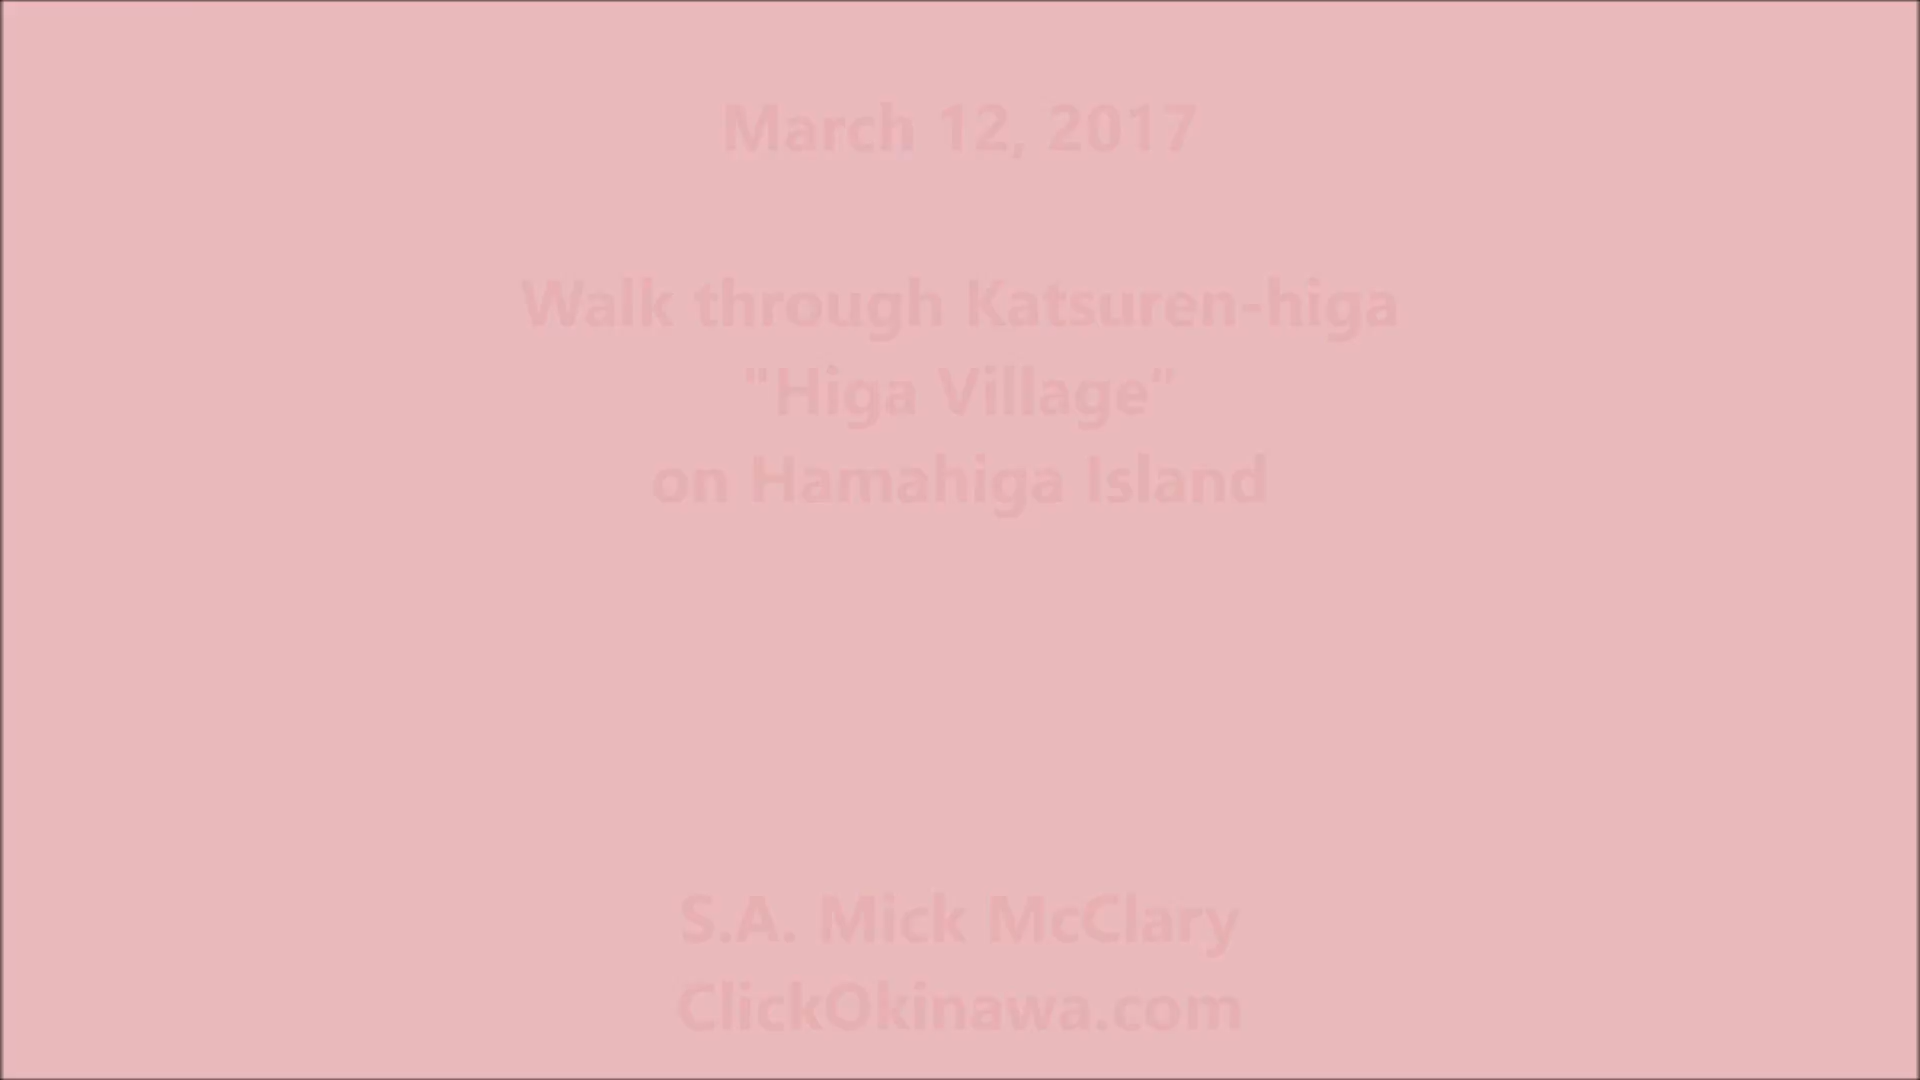 March 12, 2017
Walk through Katsuren-higa
"Higa Village"
on Hamahiga Island
S.A. Mick McClary
ClickOkinawa.com